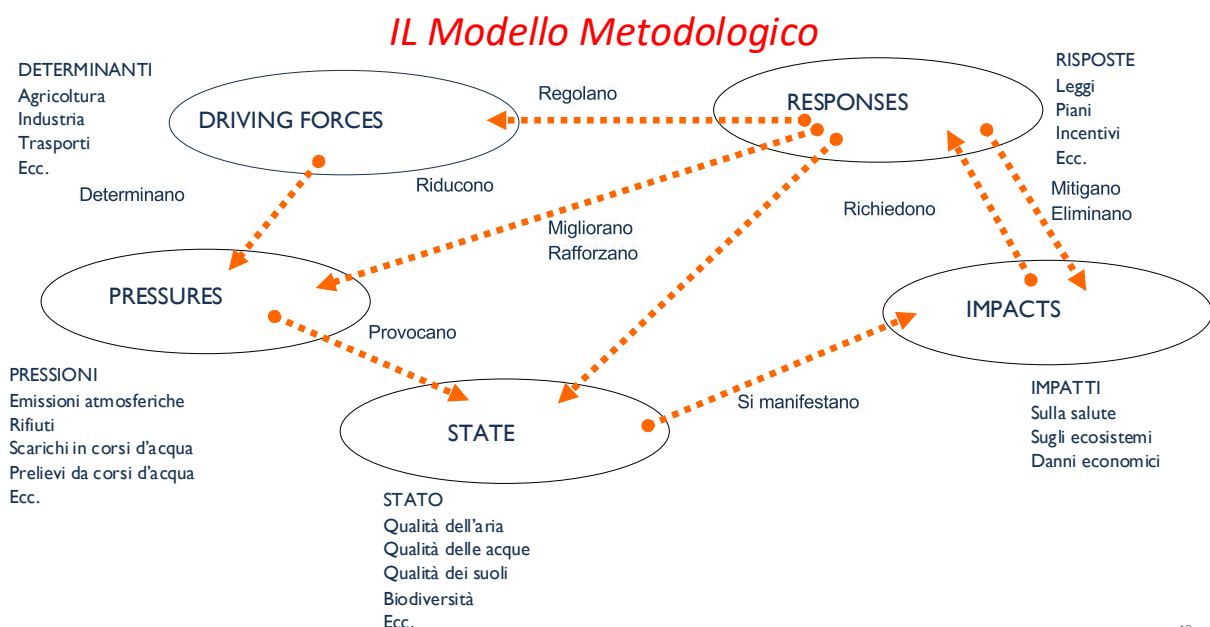 IL Modello Metodologico
DETERMINANTI
Agricoltura
Industria
Trasporti
Ecc.
DRIVING FORCES
Regolano
RESPONSES
RISPOSTE
Leggi
Piani
Incentivi
Ecc.
Determinano
Riducono
Migliorano
Rafforzano
Richiedono
Mitigano
Eliminano
PRESSURES
Provocano
IMPACTS
PRESSIONI
Emissioni atmosferiche
Rifiuti
Scarichi in corsi d'acqua
Prelievi da corsi d'acqua
Ecc.
STATE
Si manifestano
IMPATTI
Sulla salute
Sugli ecosistemi
Danni economici
STATO
Qualità dell'aria
Qualità delle acque
Qualità dei suoli
Biodiversità
Ecc.